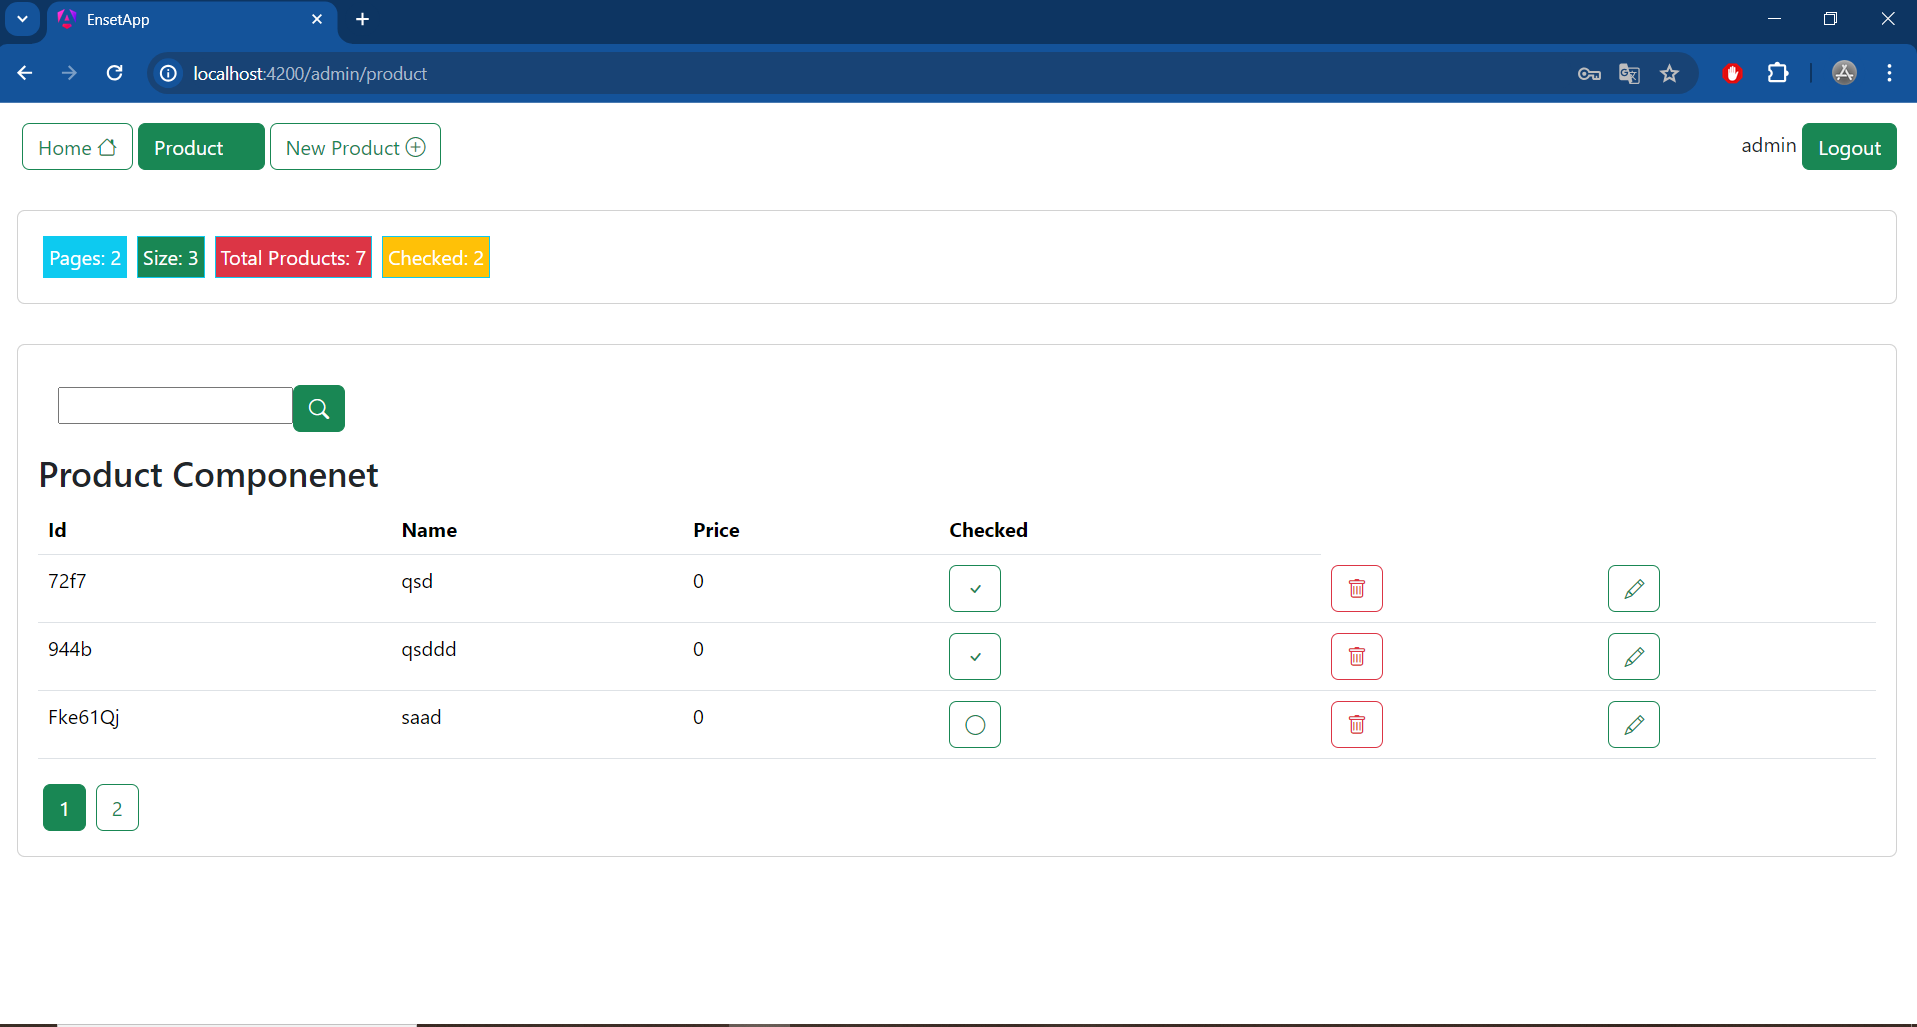 EnsetApp
localhost:4200/admin/product
Home Product New Product admin Logout
Pages: 2 Size: 3 Total Products: 7 Checked: 2
Product Componenet
Id Name Price Checked
72f7 qsd 0
944b qsddd 0
Fke61Qj saad 0
1 2